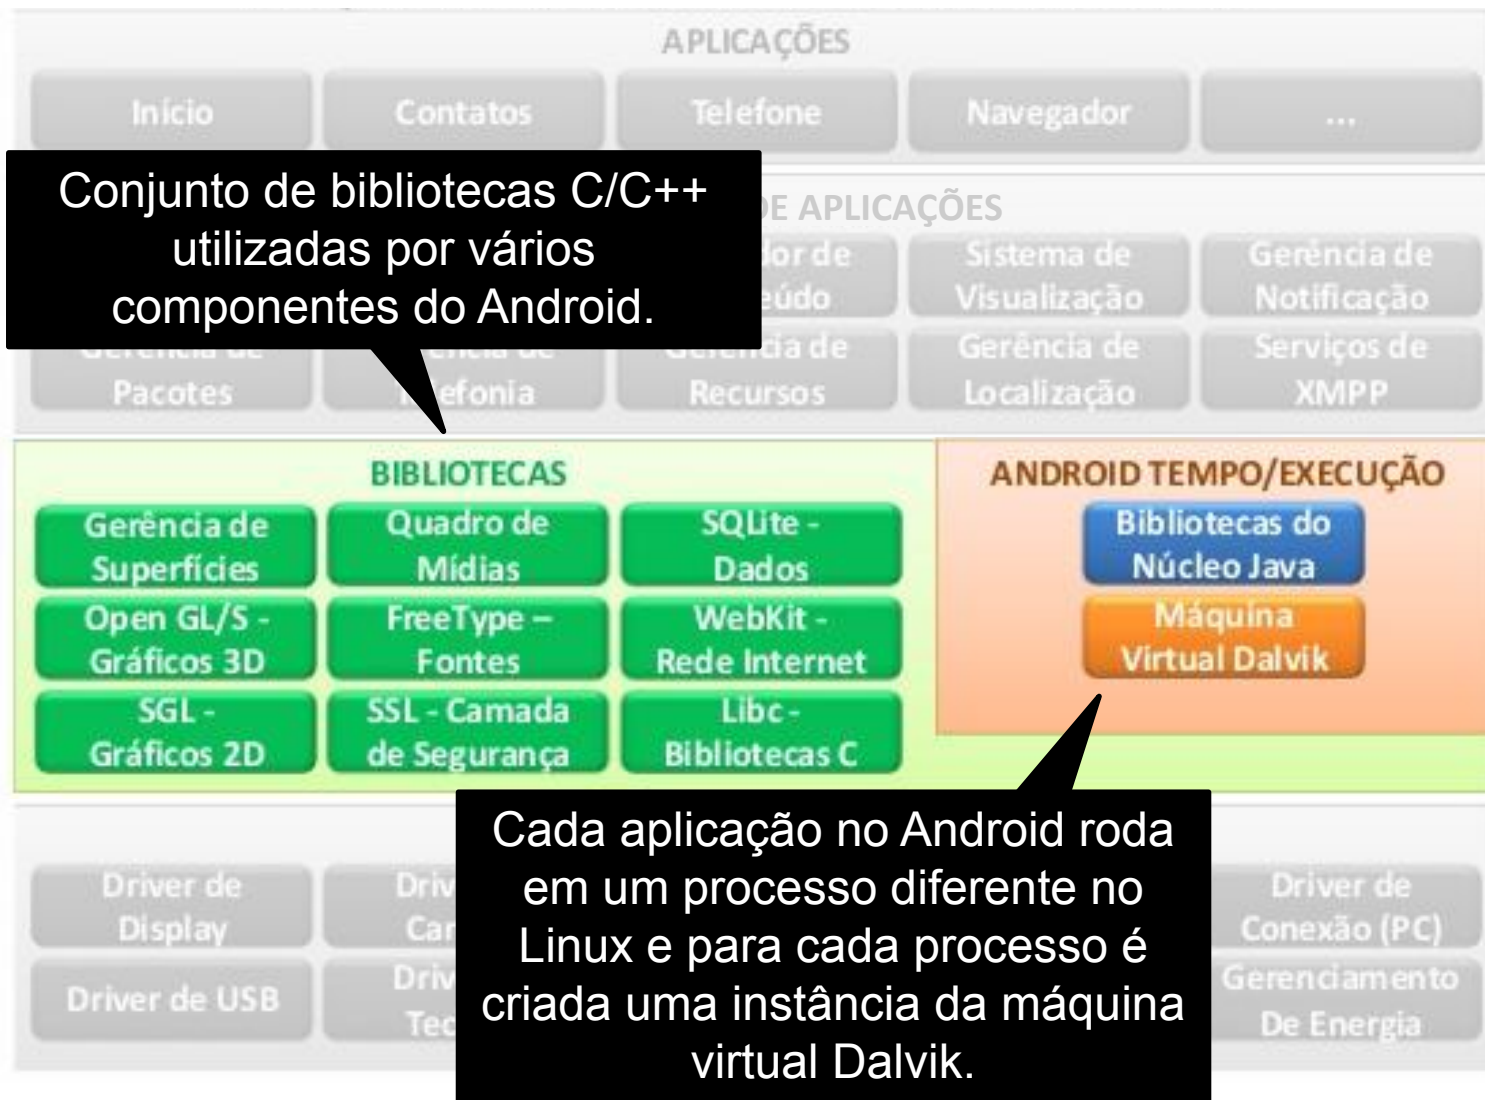 APLICAÇÕES
Início
Contatos
Telefone
Navegador
...
Conjunto de bibliotecas C/C++
utilizadas por vários
componentes do Android.
DE APLICAÇÕES
Sistema de
Visualização
Gerência de
Notificação
Gerência de
Pacotes
de
Gerência de
Recursos
Gerência de
Localização
Serviços de
XMPP
BIBLIOTECAS
Gerência de
Superfícies
Quadro de
Mídias
SQLite -
Dados
Open GL/S -
Gráficos 3D
FreeType –
Fontes
WebKit -
Rede Internet
SGL -
Gráficos 2D
SSL - Camada
de Segurança
Libc -
Bibliotecas C
ANDROID TEMPO/EXECUÇÃO
Bibliotecas do
Núcleo Java
Máquina
Virtual Dalvik
Cada aplicação no Android roda
em um processo diferente no
Linux e para cada processo é
criada uma instância da máquina
virtual Dalvik.
Driver de
Display
Driver de
Conexão (PC)
Driver de USB
Gerenciamento
De Energia